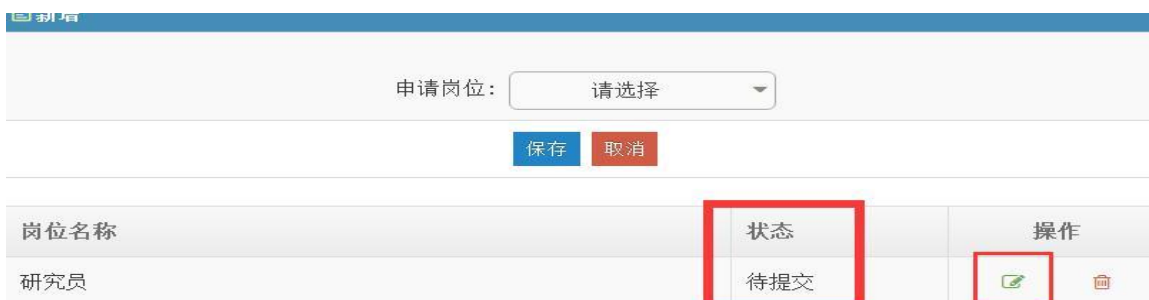 新增
申请岗位: 请选择
保存 取消
岗位名称 状态 操作
研究员 待提交